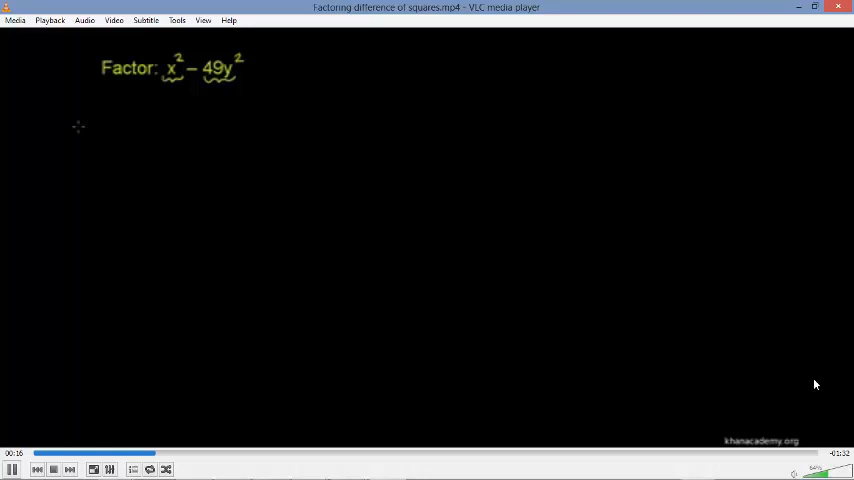 Factoring difference of squares.mp4 - VLC media player
Media Playback Audio Video Subtitle Tools View Help
Factor: x² – 49y²
khanacademy.org
00:16 -01:32
64%